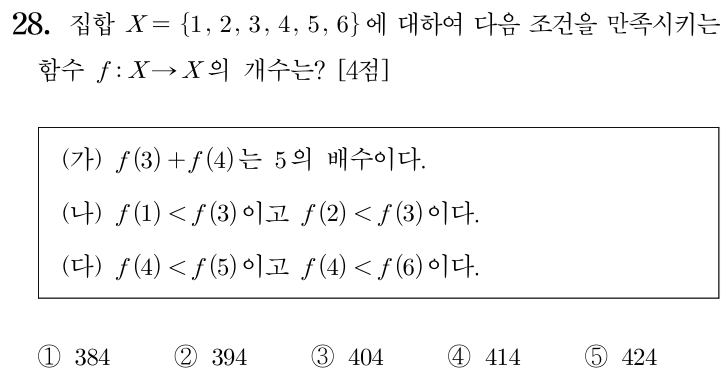 28. 집합 X = {1, 2, 3, 4, 5, 6}에 대하여 다음 조건을 만족시키는
함수 f : X → X의 개수는? [4점]
(가) f(3) + f(4)는 5의 배수이다.
(나) f(1) < f(3)이고 f(2) < f(3)이다.
(다) f(4) < f(5)이고 f(4) < f(6)이다.
① 384 ② 394 ③ 404 ④ 414 ⑤ 424